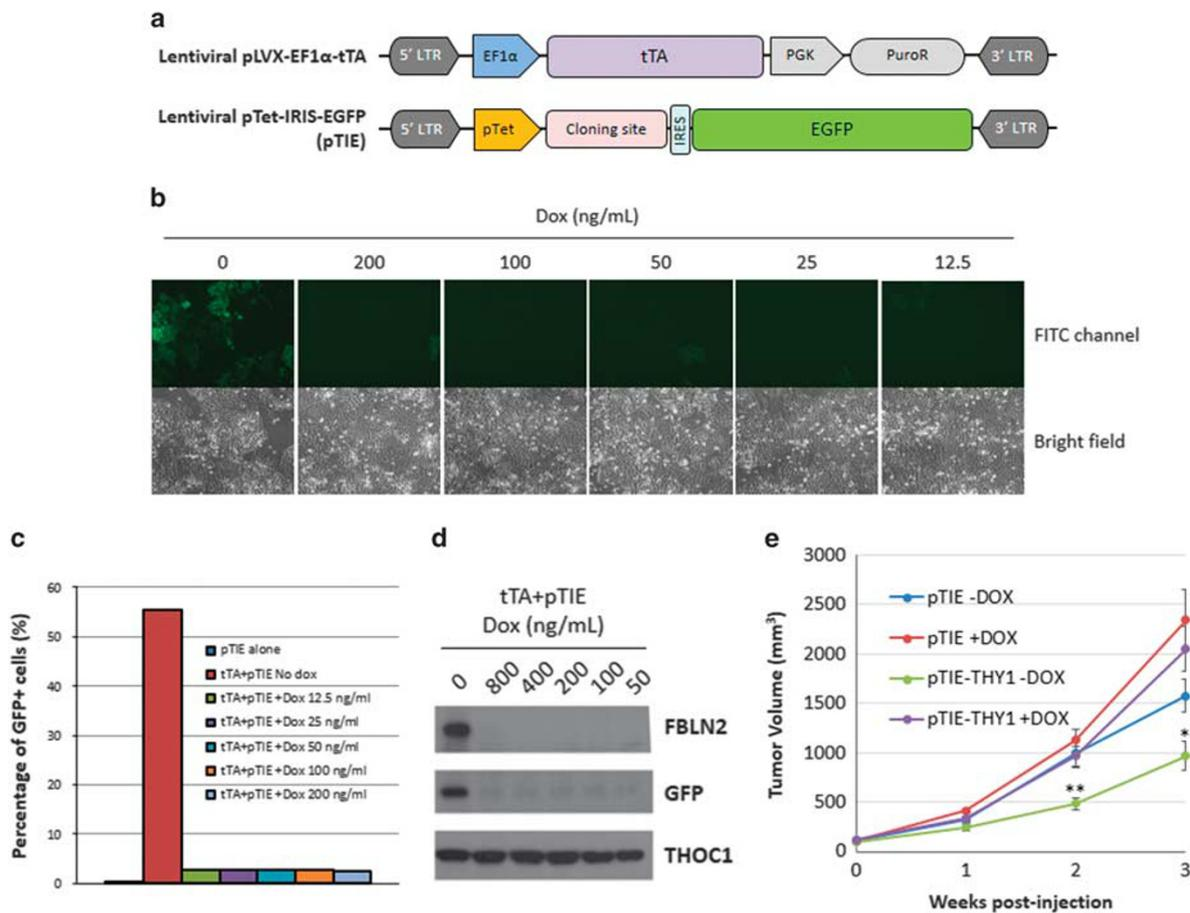 a
Lentiviral pLVX-EF1α-tTA
5' LTR
EF1α
tTA
PGK
PuroR
3' LTR
Lentiviral pTet-IRIS-EGFP
(pTIE)
5' LTR
pTet
Cloning site
IRES
EGFP
3' LTR
b
Dox (ng/mL)
0 200 100 50 25 12.5
FITC channel
Bright field
c
Percentage of GFP+ cells (%)
60
50
40
30
20
10
0
pTIE alone
tTA+pTIE No dox
tTA+pTIE +Dox 12.5 ng/ml
tTA+pTIE +Dox 25 ng/ml
tTA+pTIE +Dox 50 ng/ml
tTA+pTIE +Dox 100 ng/ml
tTA+pTIE +Dox 200 ng/ml
d
tTA+pTIE
Dox (ng/mL)
0 800 400 200 100 50
FBLN2
GFP
THOC1
e
Tumor Volume (mm³)
3000
2500
2000
1500
1000
500
0
pTIE -DOX
pTIE +DOX
pTIE-THY1 -DOX
pTIE-THY1 +DOX
**
*
0 1 2 3
Weeks post-injection